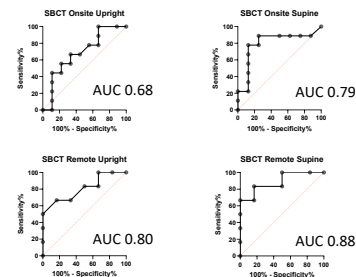 SBCT Onsite Upright
Sensitivity%
100
80
60
40
20
0
0 20 40 60 80 100
100% - Specificity%
AUC 0.68
SBCT Onsite Supine
Sensitivity%
100
80
60
40
20
0
0 20 40 60 80 100
100% - Specificity%
AUC 0.79
SBCT Remote Upright
Sensitivity%
100
80
60
40
20
0
0 20 40 60 80 100
100% - Specificity%
AUC 0.80
SBCT Remote Supine
Sensitivity%
100
80
60
40
20
0
0 20 40 60 80 100
100% - Specificity%
AUC 0.88